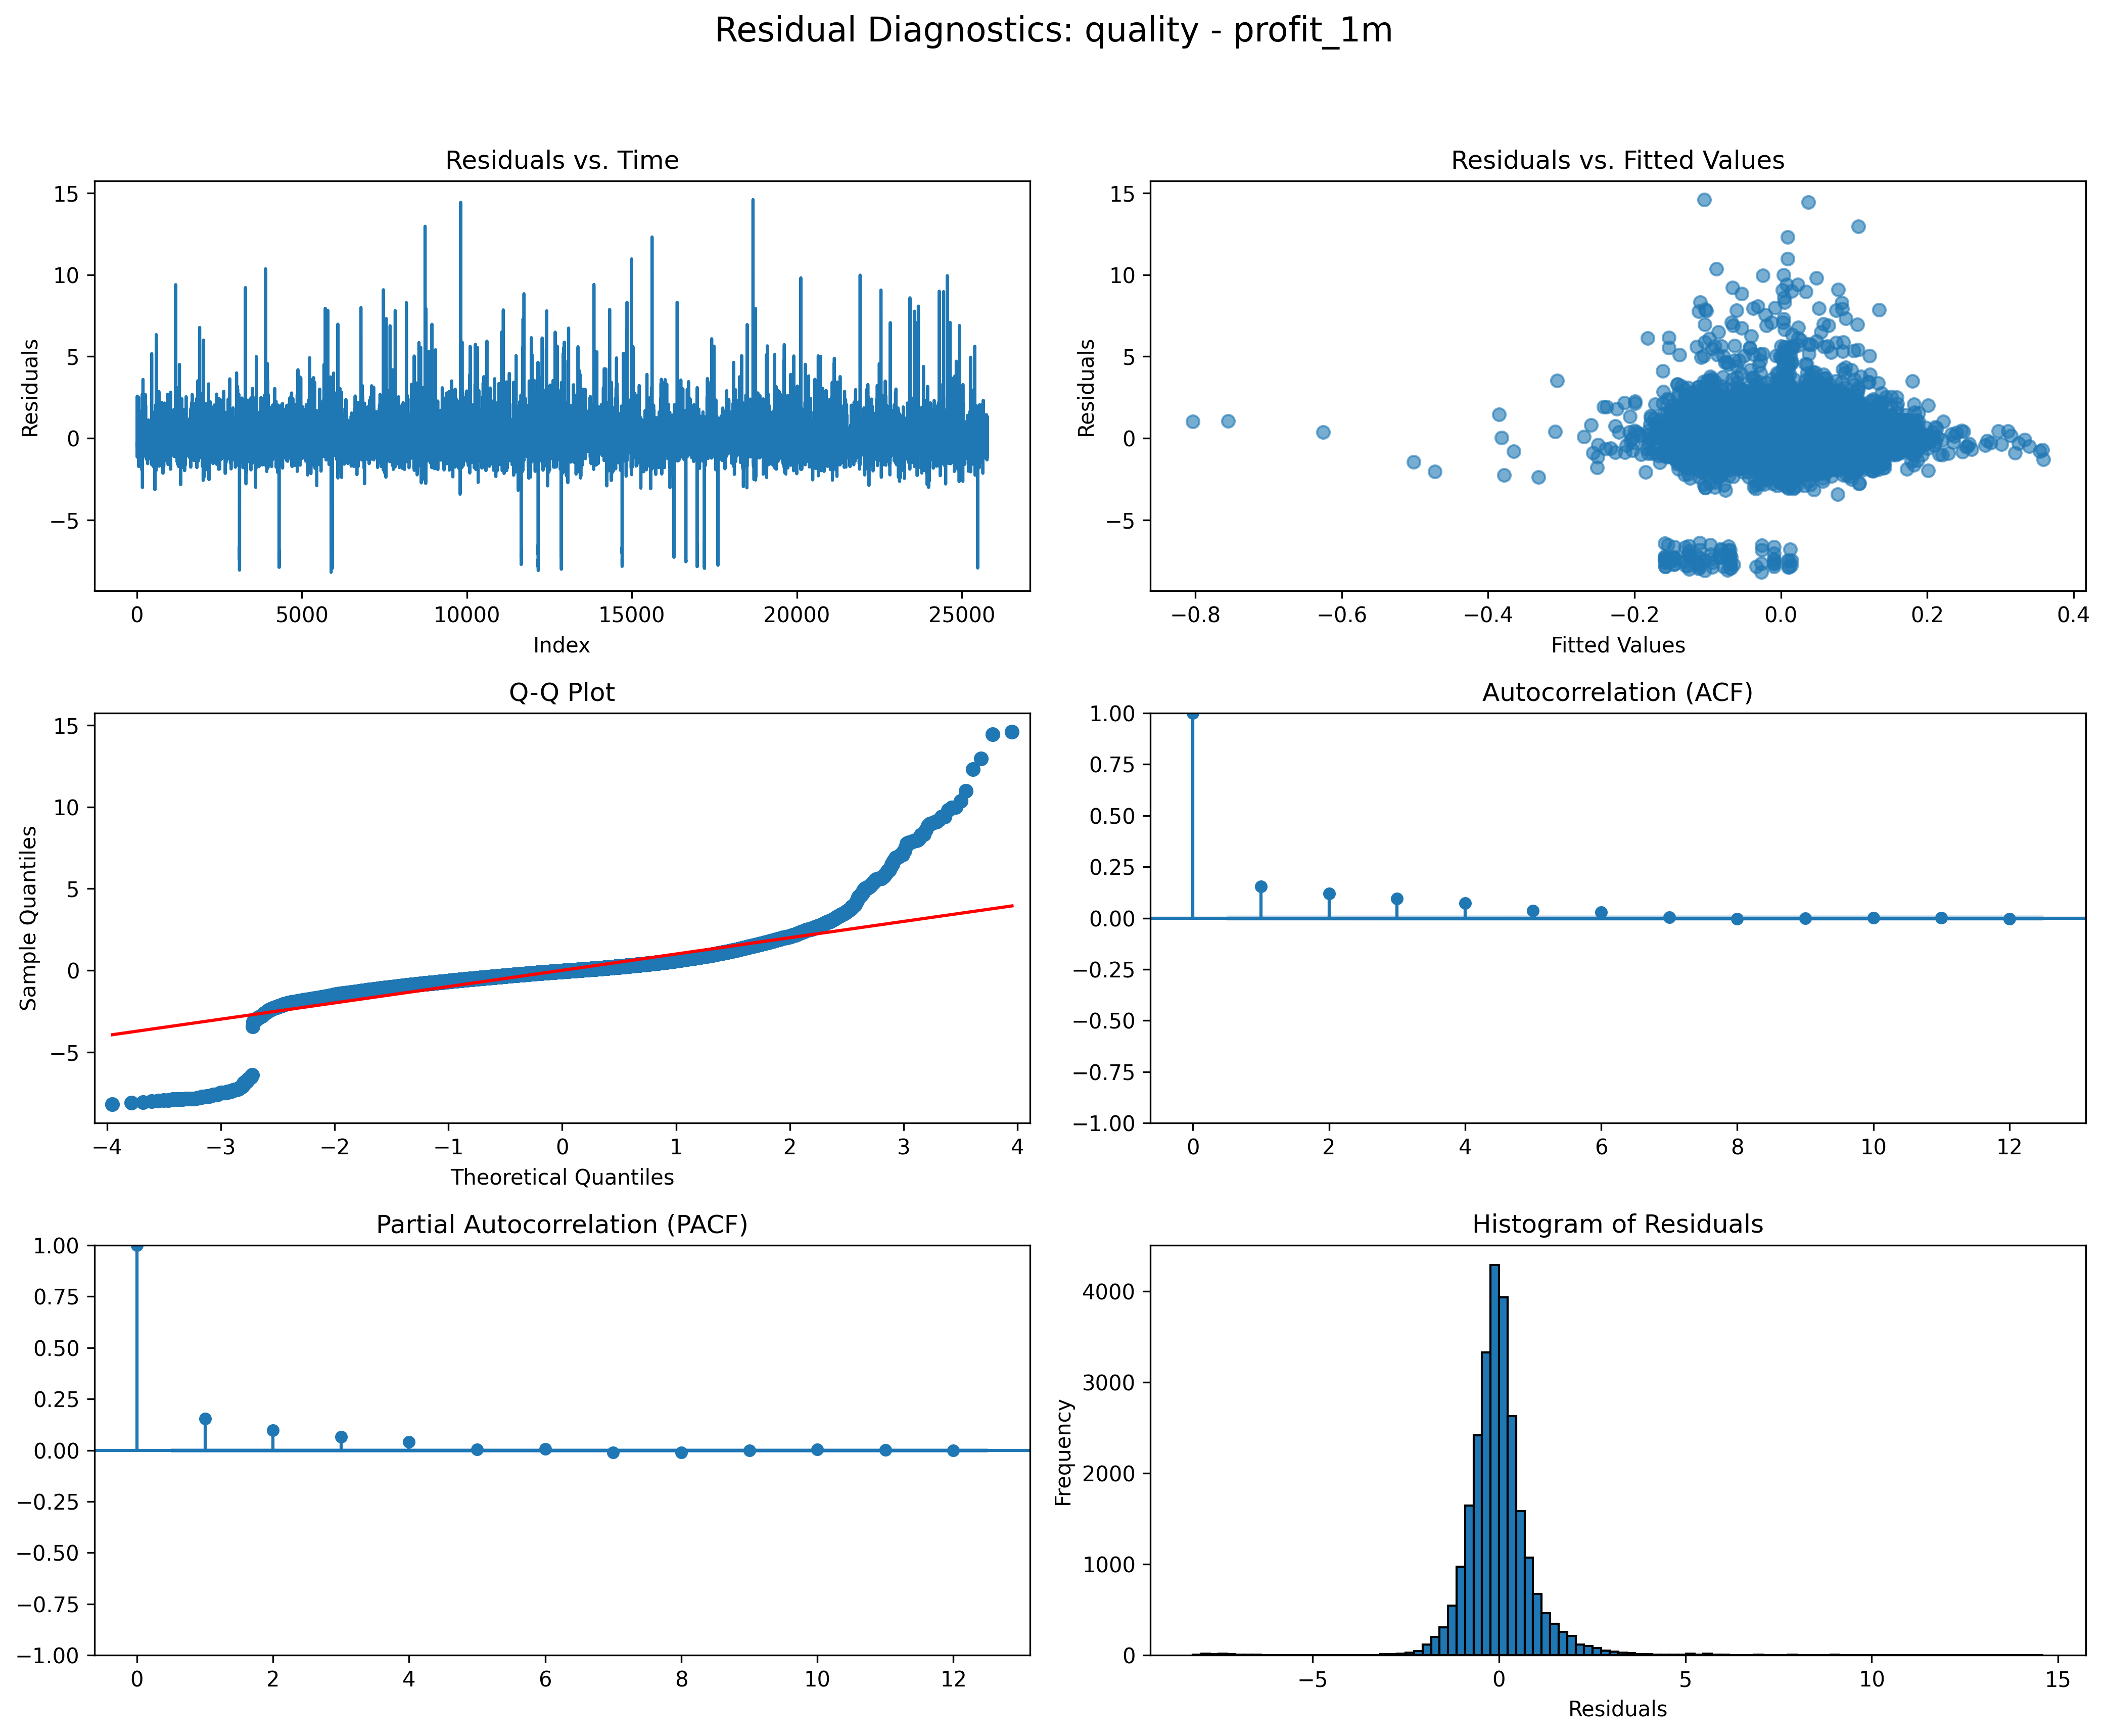 Residual Diagnostics: quality - profit_1m
Residuals vs. Time
15
10
5
0
−5
Residuals
0 5000 10000 15000 20000 25000
Index
Residuals vs. Fitted Values
15
10
5
0
−5
Residuals
−0.8 −0.6 −0.4 −0.2 0.0 0.2 0.4
Fitted Values
Q-Q Plot
15
10
5
0
−5
Sample Quantiles
−4 −3 −2 −1 0 1 2 3 4
Theoretical Quantiles
Autocorrelation (ACF)
1.00
0.75
0.50
0.25
0.00
−0.25
−0.50
−0.75
−1.00
0 2 4 6 8 10 12
Partial Autocorrelation (PACF)
1.00
0.75
0.50
0.25
0.00
−0.25
−0.50
−0.75
−1.00
0 2 4 6 8 10 12
Histogram of Residuals
4000
3000
2000
1000
0
Frequency
−5 0 5 10 15
Residuals